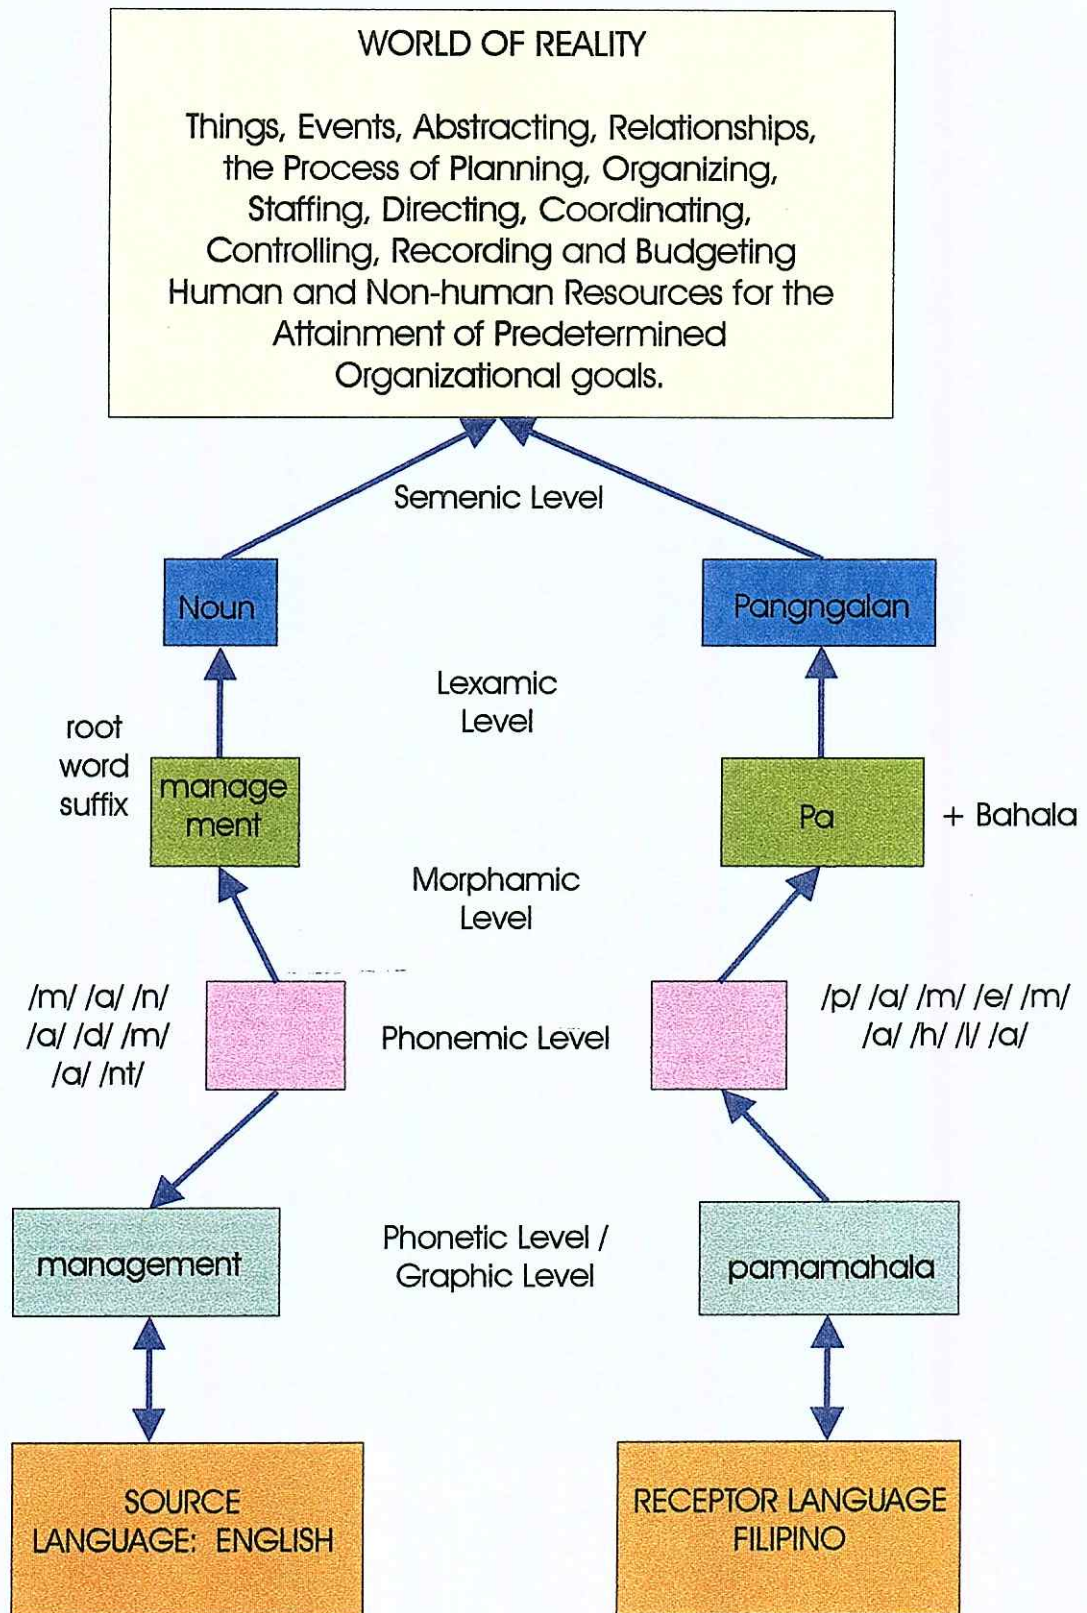 WORLD OF REALITY
Things, Events, Abstracting, Relationships,
the Process of Planning, Organizing,
Staffing, Directing, Coordinating,
Controlling, Recording and Budgeting
Human and Non-human Resources for the
Attainment of Predetermined
Organizational goals.
Semenic Level
Noun
Pangngalan
Lexamic
Level
root
word
suffix
manage
ment
Pa
+ Bahala
Morphamic
Level
/m/ /a/ /n/
/a/ /d/ /m/
/a/ /nt/
Phonemic Level
/p/ /a/ /m/ /e/ /m/
/a/ /h/ /l/ /a/
management
Phonetic Level /
Graphic Level
pamamahala
SOURCE
LANGUAGE: ENGLISH
RECEPTOR LANGUAGE
FILIPINO